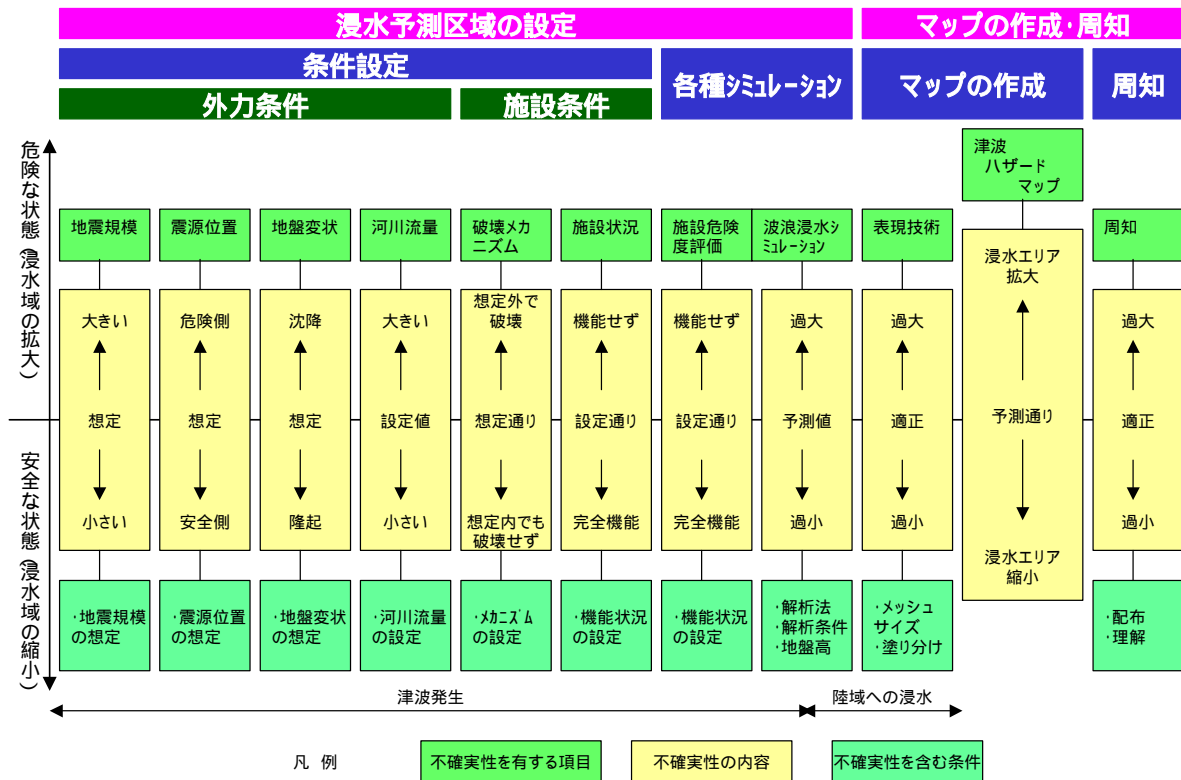 浸水予測区域の設定
マップの作成・周知
条件設定
各種シミュレーション
マップの作成
周知
外力条件
施設条件
危険な状態(浸水域の拡大)
安全な状態(浸水域の縮小)
津波
ハザード
マップ
地震規模
震源位置
地盤変状
河川流量
破壊メカ
ニズム
施設状況
施設危険
度評価
波浪浸水シ
ミュレーション
表現技術
周知
大きい
想定
小さい
危険側
想定
安全側
沈降
想定
隆起
大きい
設定値
小さい
想定外で
破壊
想定通り
想定内でも
破壊せず
機能せず
設定通り
完全機能
機能せず
設定通り
完全機能
過大
予測値
過小
過大
適正
過小
浸水エリア
拡大
予測通り
浸水エリア
縮小
過大
適正
過小
・地震規模
の想定
・震源位置
の想定
・地盤変状
の想定
・河川流量
の設定
・メカニズム
の設定
・機能状況
の設定
・機能状況
の設定
・解析法
・解析条件
・地盤高
・メッシュ
サイズ
・塗り分け
・配布
・理解
津波発生
陸域への浸水
凡 例
不確実性を有する項目
不確実性の内容
不確実性を含む条件